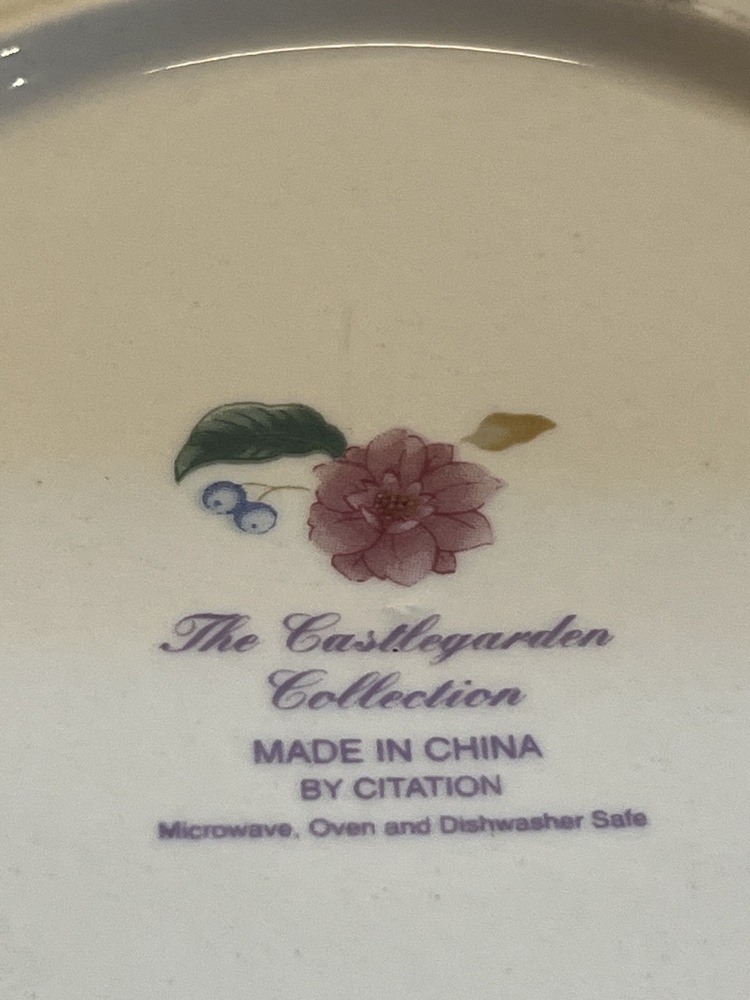 The Castlegarden
Collection
MADE IN CHINA
BY CITATION
Microwave, Oven and Dishwasher Safe